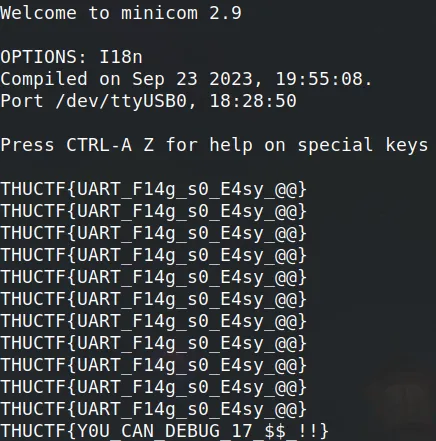 Welcome to minicom 2.9
OPTIONS: I18n
Compiled on Sep 23 2023, 19:55:08.
Port /dev/ttyUSB0, 18:28:50
Press CTRL-A Z for help on special keys
THUCTF{UART_F14g_s0_E4sy_@@}
THUCTF{UART_F14g_s0_E4sy_@@}
THUCTF{UART_F14g_s0_E4sy_@@}
THUCTF{UART_F14g_s0_E4sy_@@}
THUCTF{UART_F14g_s0_E4sy_@@}
THUCTF{UART_F14g_s0_E4sy_@@}
THUCTF{UART_F14g_s0_E4sy_@@}
THUCTF{UART_F14g_s0_E4sy_@@}
THUCTF{UART_F14g_s0_E4sy_@@}
THUCTF{UART_F14g_s0_E4sy_@@}
THUCTF{UART_F14g_s0_E4sy_@@}
THUCTF{Y0U_CAN_DEBUG_17_$$_!!}